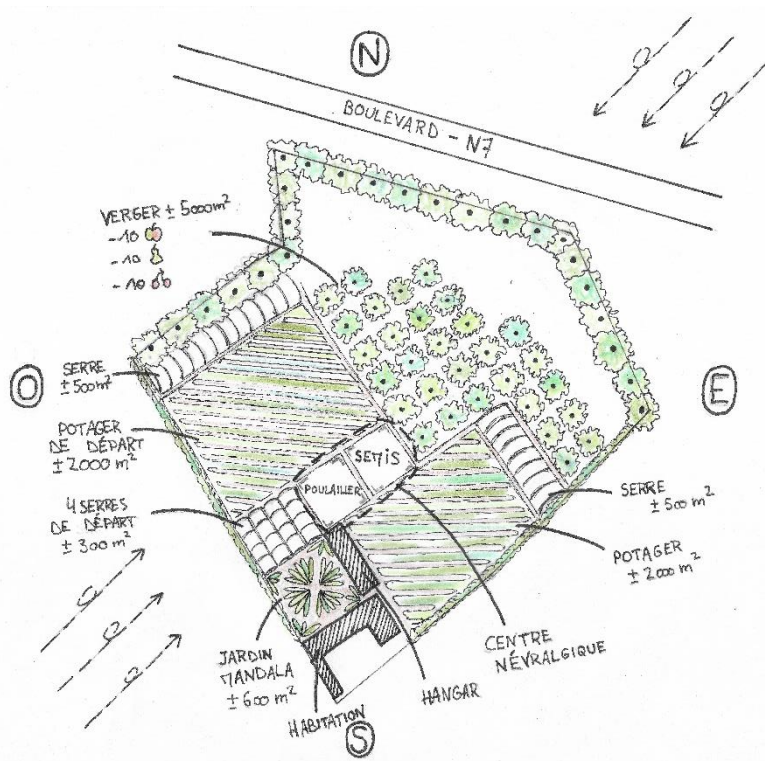 N
BOULEVARD - N7
VERGER ± 5000m²
-10
-10
-10
O
SERRE
± 500m²
POTAGER
DE DÉPART
± 2000 m²
4 SERRES
DE DÉPART
± 300 m²
SEMIS
POULAILLER
E
SERRE
± 500 m²
POTAGER
± 2000 m²
CENTRE
NÉVRALGIQUE
JARDIN
MANDALA
± 600 m²
HANGAR
HABITATION
S